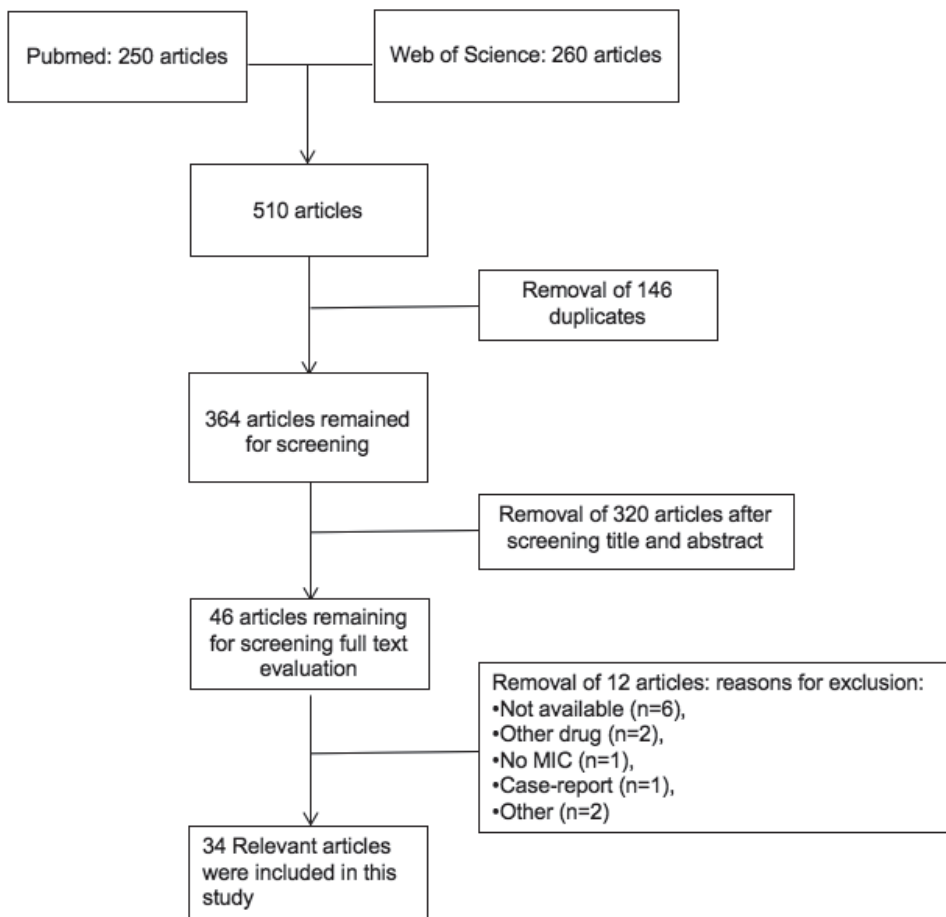 Pubmed: 250 articles
Web of Science: 260 articles
510 articles
Removal of 146
duplicates
364 articles remained
for screening
Removal of 320 articles after
screening title and abstract
46 articles remaining
for screening full text
evaluation
Removal of 12 articles: reasons for exclusion:
•Not available (n=6),
•Other drug (n=2),
•No MIC (n=1),
•Case-report (n=1),
•Other (n=2)
34 Relevant articles
were included in this
study